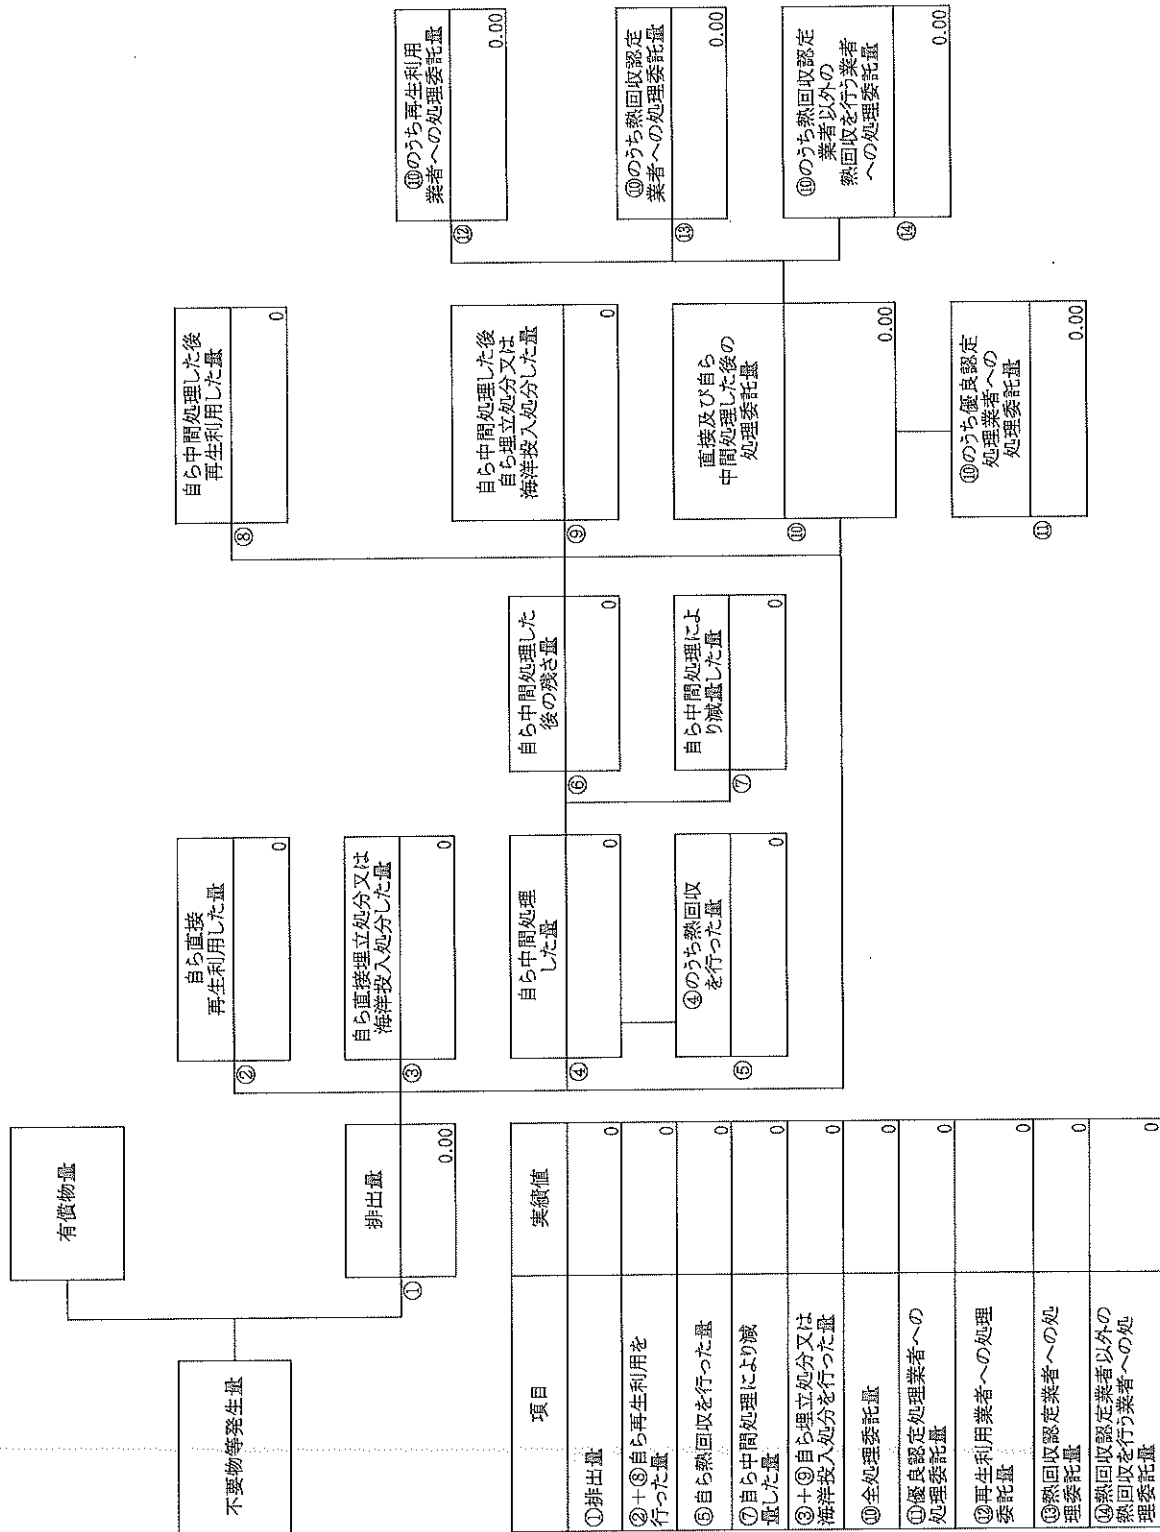 不要物等発生量
有償物量
排出量
①
0.00
自ら直接
再生利用した量
②
0
自ら直接埋立処分又は
海洋投入処分した量
③
0
自ら中間処理
した量
④
0
④のうち熱回収
を行った量
⑤
0
自ら中間処理した
後の残さ量
⑥
0
自ら中間処理によ
り減量した量
⑦
0
自ら中間処理した後
再生利用した量
⑧
0
自ら中間処理した後
自ら埋立処分又は
海洋投入処分した量
⑨
0
直接及び自ら
中間処理した後の
処理委託量
⑩
0.00
⑩のうち優良認定
処理業者への
処理委託量
⑪
0.00
⑩のうち再生利用
業者への処理委託量
⑫
0.00
⑩のうち熱回収認定
業者への処理委託量
⑬
0.00
⑩のうち熱回収認定
業者以外の
熱回収を行う業者
への処理委託量
⑭
0.00
項目 実績値
①排出量 0
②+⑧自ら再生利用を
行った量 0
⑤自ら熱回収を行った量 0
⑦自ら中間処理により減
量した量 0
③+⑨自ら埋立処分又は
海洋投入処分を行った量 0
⑩全処理委託量 0
⑪優良認定処理業者への
処理委託量 0
⑫再生利用業者への処理
委託量 0
⑬熱回収認定業者への処
理委託量 0
⑭熱回収認定業者以外の
熱回収を行う業者への処
理委託量 0